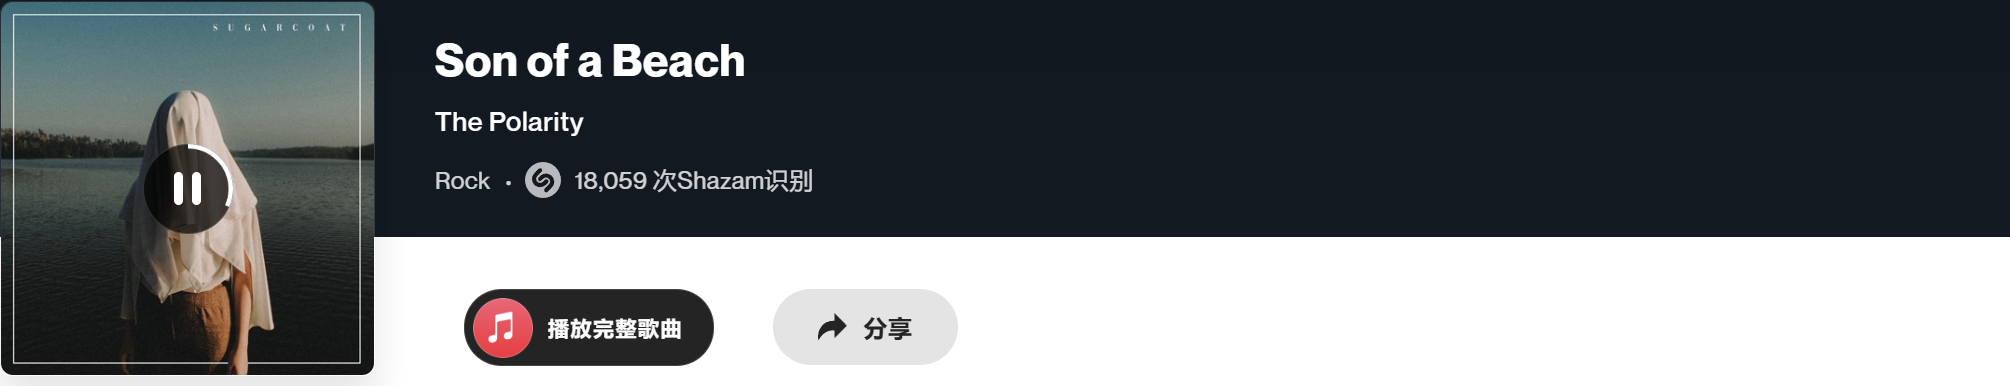 SUGARCOAT
Son of a Beach
The Polarity
Rock · 18,059 次Shazam识别
播放完整歌曲
分享